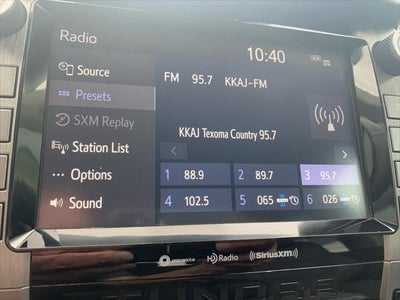 Radio
10:40
Source
FM 95.7 KKAJ-FM
Presets
SXM Replay
KKAJ Texoma Country 95.7
Station List
1 88.9 2 89.7 3 95.7
Options
4 102.5 5 065 sxm 6 026 sxm
Sound
HD Radio SiriusXM